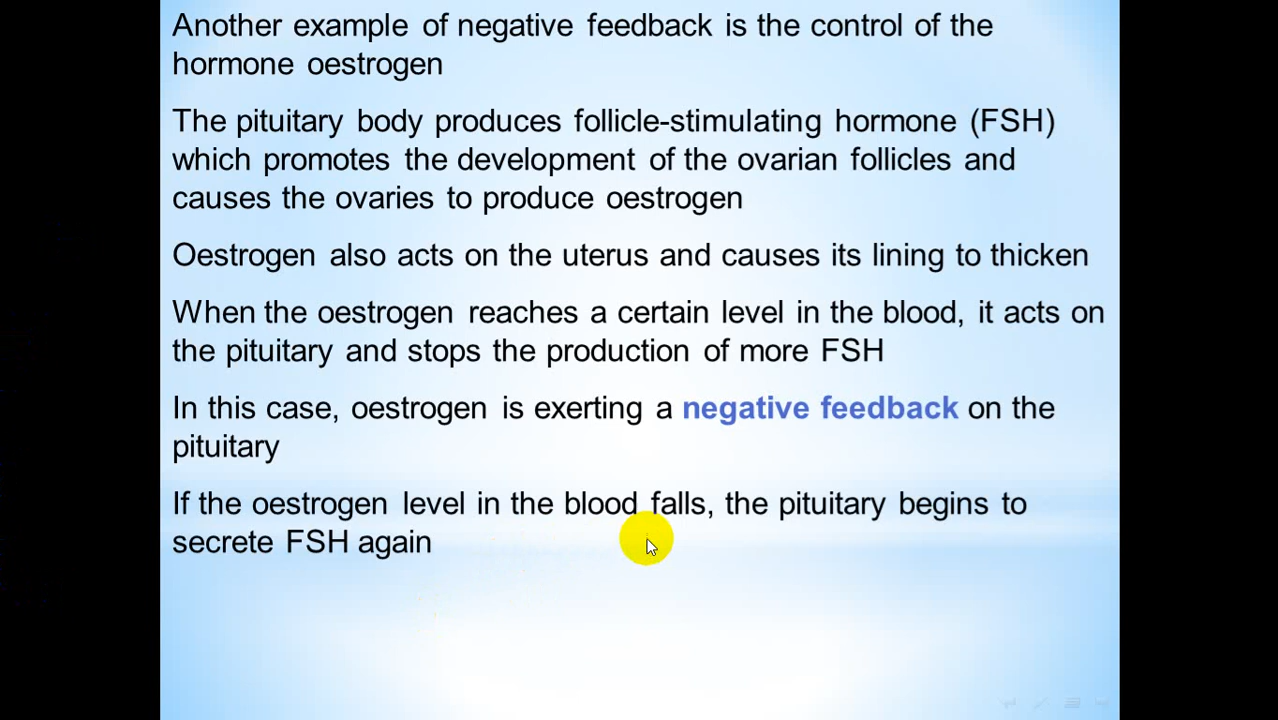 Another example of negative feedback is the control of the
hormone oestrogen
The pituitary body produces follicle-stimulating hormone (FSH)
which promotes the development of the ovarian follicles and
causes the ovaries to produce oestrogen
Oestrogen also acts on the uterus and causes its lining to thicken
When the oestrogen reaches a certain level in the blood, it acts on
the pituitary and stops the production of more FSH
In this case, oestrogen is exerting a negative feedback on the
pituitary
If the oestrogen level in the blood falls, the pituitary begins to
secrete FSH again